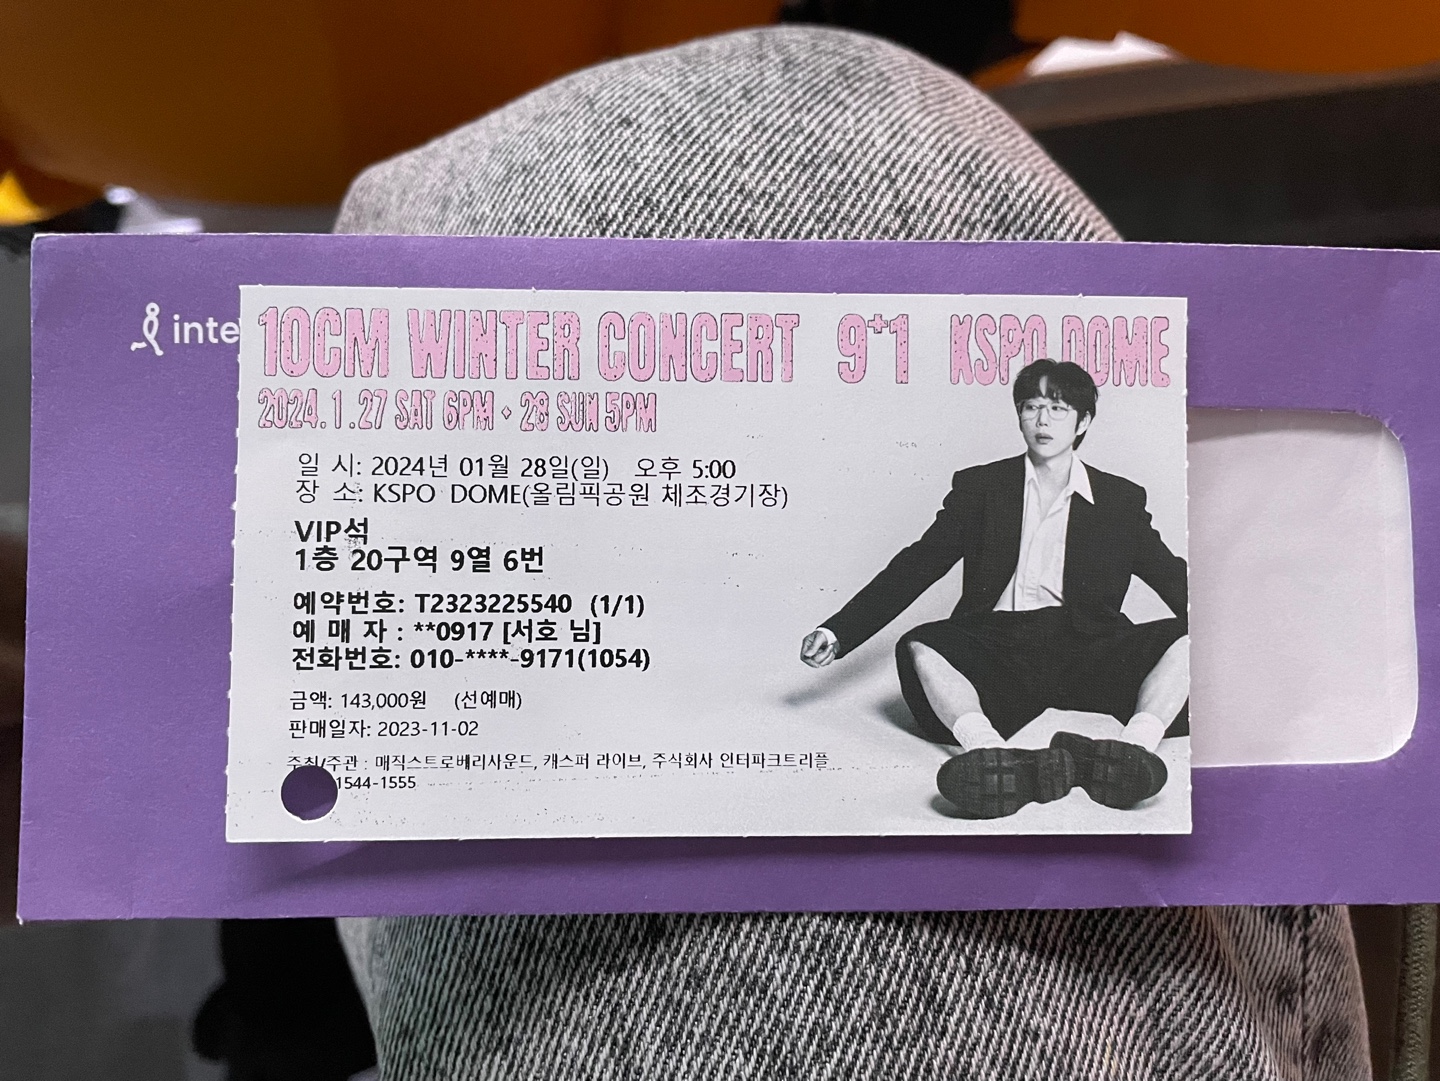 inte
10CM WINTER CONCERT 9+1 KSPO DOME
2024.1.27 SAT 6PM + 28 SUN 5PM
일 시: 2024년 01월 28일(일) 오후 5:00
장 소: KSPO DOME(올림픽공원 체조경기장)
VIP석
1층 20구역 9열 6번
예약번호: T2323225540 (1/1)
예 매 자 : **0917 [서호 님]
전화번호: 010-****-9171(1054)
금액: 143,000원 (선예매)
판매일자: 2023-11-02
주최/주관 : 매직스트로베리사운드, 캐스퍼 라이브, 주식회사 인터파크트리플
1544-1555